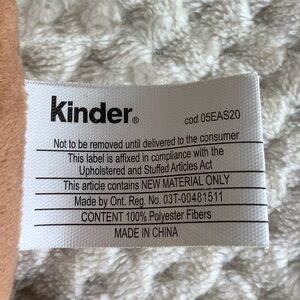 Kinder®
cod 05EAS20
Not to be removed until delivered to the consumer
This label is affixed in compliance with the
Upholstered and Stuffed Articles Act
This article contains NEW MATERIAL ONLY
Made by Ont. Reg. No. 03T-00481511
CONTENT 100% Polyester Fibers
MADE IN CHINA